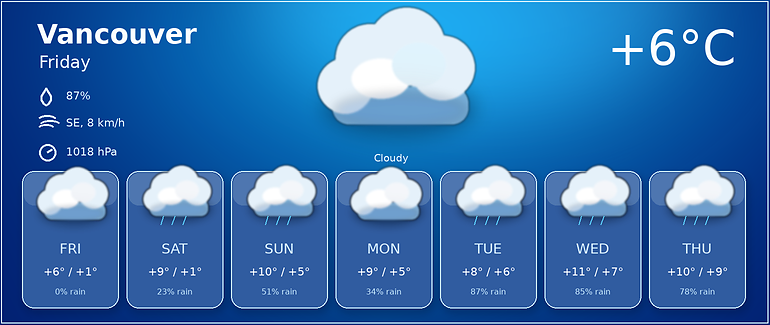 Vancouver
Friday
+6°C
87%
SE, 8 km/h
1018 hPa
Cloudy
FRI
+6° / +1°
0% rain
SAT
+9° / +1°
23% rain
SUN
+10° / +5°
51% rain
MON
+9° / +5°
34% rain
TUE
+8° / +6°
87% rain
WED
+11° / +7°
85% rain
THU
+10° / +9°
78% rain